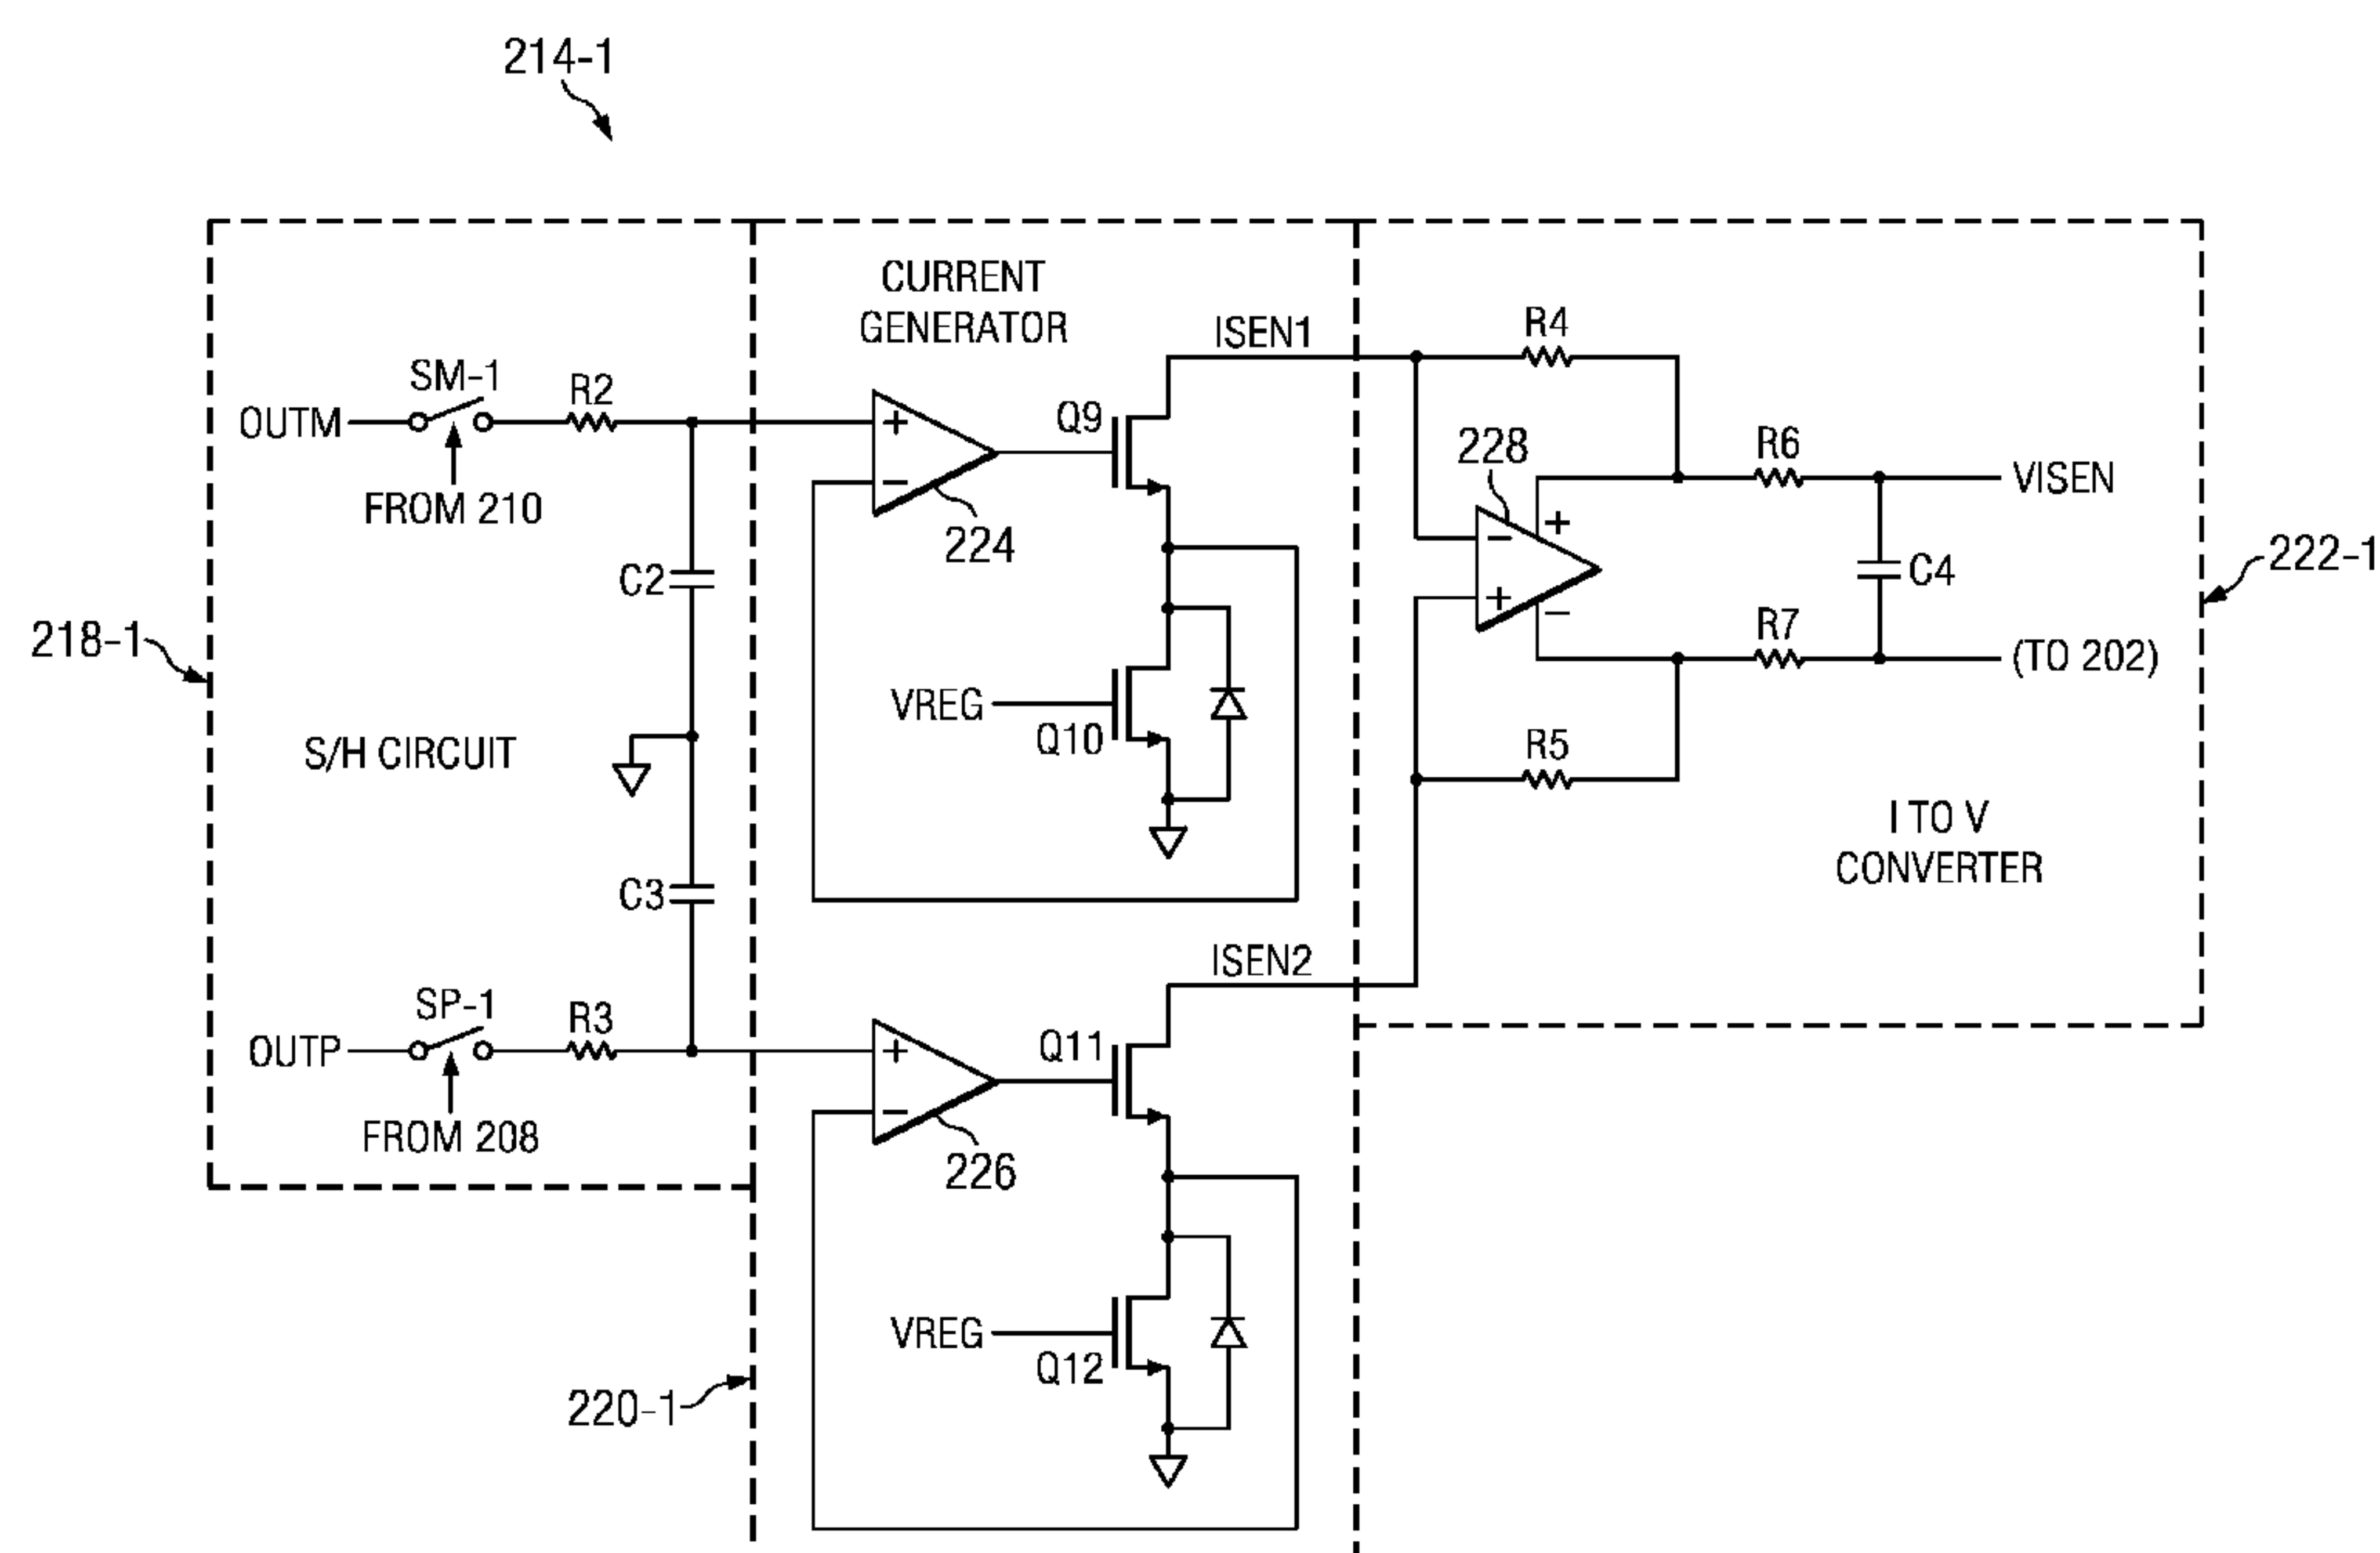 214-1
CURRENT
GENERATOR
ISEN1
R4
SM-1
R2
OUTM
+
Q9
228
R6
VISEN
FROM 210
−
224
+
−
C2
C4
222-1
+
−
R7
(TO 202)
218-1
VREG
Q10
S/H CIRCUIT
R5
I TO V
CONVERTER
C3
ISEN2
SP-1
R3
OUTP
+
Q11
FROM 208
−
226
VREG
Q12
220-1